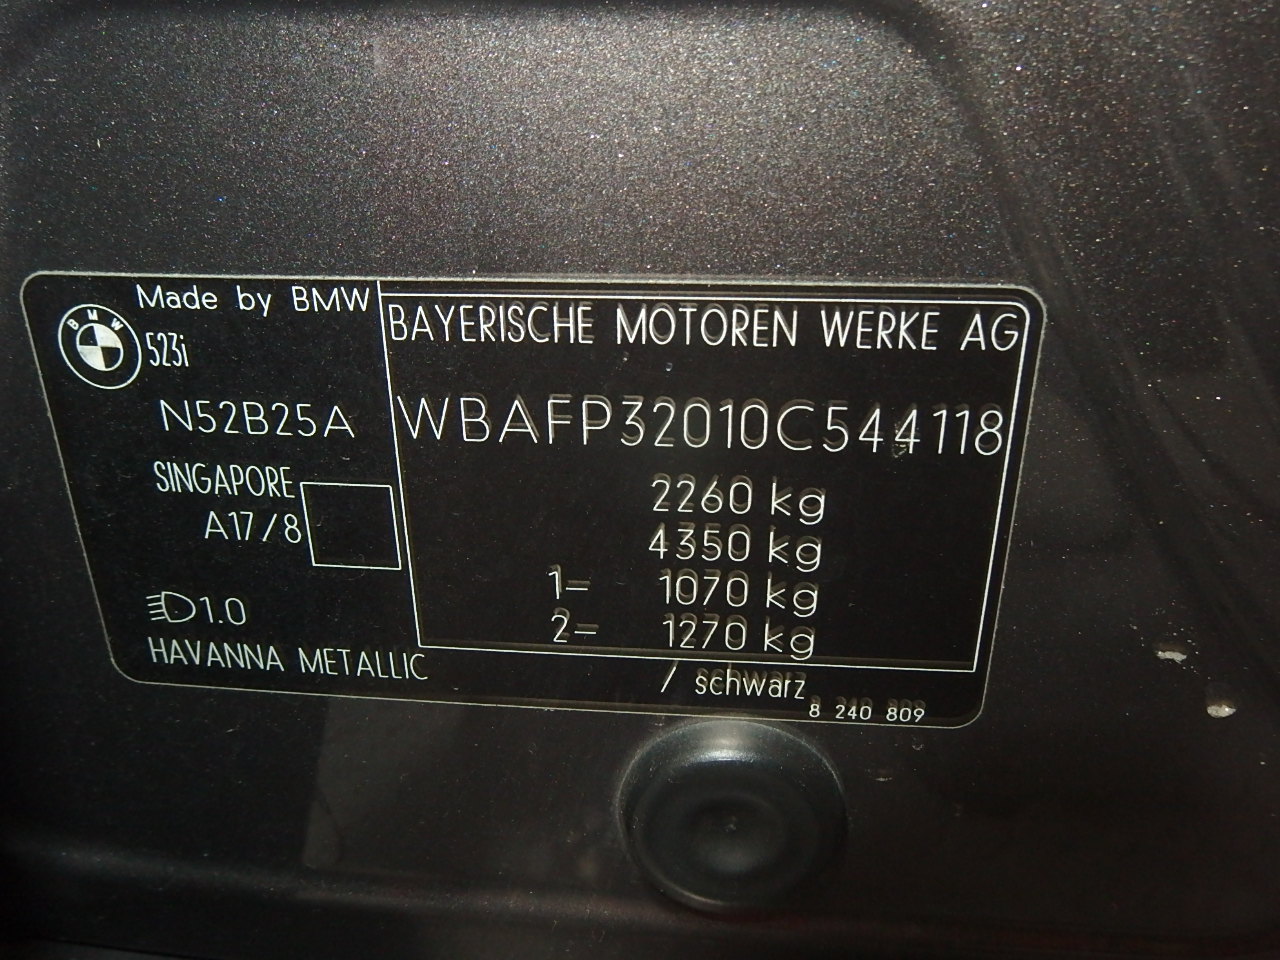 Made by BMW
BMW
523i
N52B25A
SINGAPORE
A17/8
1.0
HAVANNA METALLIC
BAYERISCHE MOTOREN WERKE AG
WBAFP32010C544118
2260 kg
4350 kg
1= 1070 kg
2= 1270 kg
/ schwarz
8 240 809